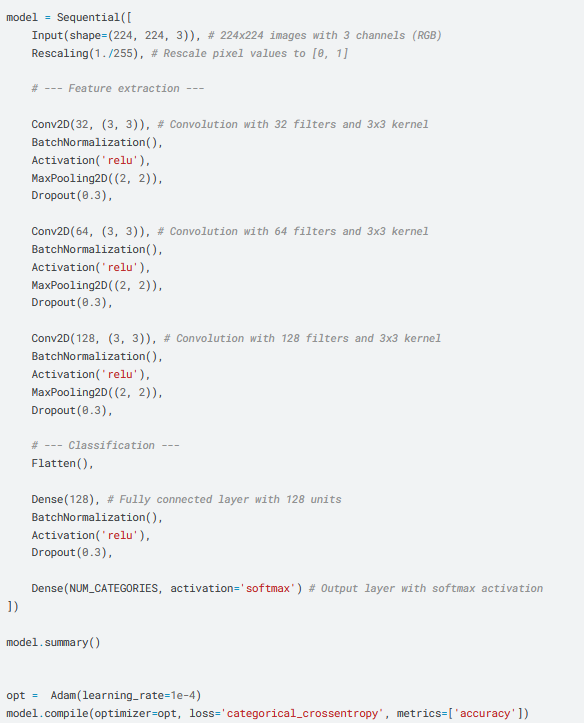 model = Sequential([
    Input(shape=(224, 224, 3)), # 224x224 images with 3 channels (RGB)
    Rescaling(1./255), # Rescale pixel values to [0, 1]

    # --- Feature extraction ---

    Conv2D(32, (3, 3)), # Convolution with 32 filters and 3x3 kernel
    BatchNormalization(),
    Activation('relu'),
    MaxPooling2D((2, 2)),
    Dropout(0.3),

    Conv2D(64, (3, 3)), # Convolution with 64 filters and 3x3 kernel
    BatchNormalization(),
    Activation('relu'),
    MaxPooling2D((2, 2)),
    Dropout(0.3),

    Conv2D(128, (3, 3)), # Convolution with 128 filters and 3x3 kernel
    BatchNormalization(),
    Activation('relu'),
    MaxPooling2D((2, 2)),
    Dropout(0.3),

    # --- Classification ---
    Flatten(),

    Dense(128), # Fully connected layer with 128 units
    BatchNormalization(),
    Activation('relu'),
    Dropout(0.3),

    Dense(NUM_CATEGORIES, activation='softmax') # Output layer with softmax activation
])

model.summary()


opt =  Adam(learning_rate=1e-4)
model.compile(optimizer=opt, loss='categorical_crossentropy', metrics=['accuracy'])